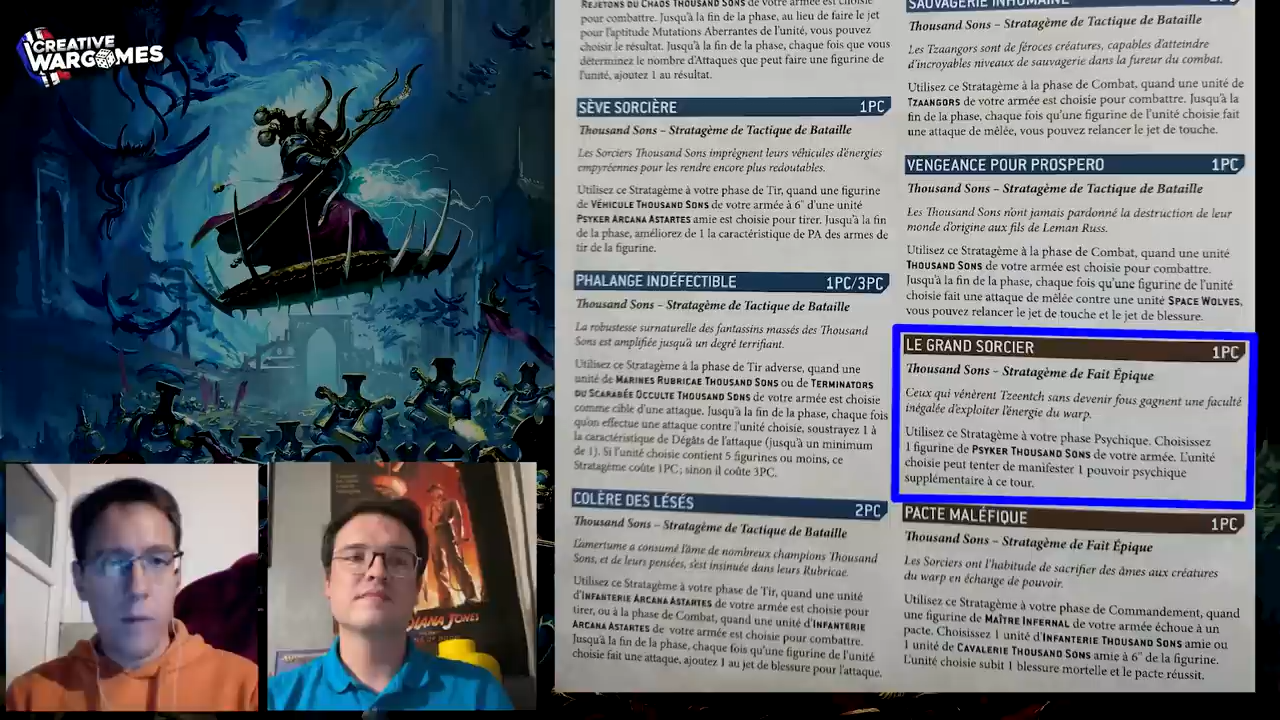 CREATIVE
WARGAMES
REJETONS DU CHAOS THOUSAND SONS de votre armée est choisie
pour combattre. Jusqu'à la fin de la phase, au lieu de faire le jet
pour l'aptitude Mutations Aberrantes de l'unité, vous pouvez
choisir le résultat. Jusqu'à la fin de la phase, chaque fois que vous
déterminez le nombre d'Attaques que peut faire une figurine de
l'unité, ajoutez 1 au résultat.
SÈVE SORCIÈRE 1PC
Thousand Sons – Stratagème de Tactique de Bataille
Les Sorciers Thousand Sons imprègnent leurs véhicules d'énergies
empyréennes pour les rendre encore plus redoutables.
Utilisez ce Stratagème à votre phase de Tir, quand une figurine
de VÉHICULE THOUSAND SONS de votre armée à 6" d'une unité
PSYKER ARCANA ASTARTES amie est choisie pour tirer. Jusqu'à la fin
de la phase, améliorez de 1 la caractéristique de PA des armes de
tir de la figurine.
PHALANGE INDÉFECTIBLE 1PC/3PC
Thousand Sons – Stratagème de Tactique de Bataille
La robustesse surnaturelle des fantassins massés des Thousand
Sons est amplifiée jusqu'à un degré terrifiant.
Utilisez ce Stratagème à la phase de Tir adverse, quand une
unité de MARINES RUBRICAE THOUSAND SONS ou de TERMINATORS
DU SCARABÉE OCCULTE THOUSAND SONS de votre armée est choisie
comme cible d'une attaque. Jusqu'à la fin de la phase, chaque fois
qu'on effectue une attaque contre l'unité choisie, soustrayez 1 à
la caractéristique de Dégâts de l'attaque (jusqu'à un minimum
de 1). Si l'unité choisie contient 5 figurines ou moins, ce
Stratagème coûte 1PC ; sinon il coûte 3PC.
COLÈRE DES LÉSÉS 2PC
Thousand Sons – Stratagème de Tactique de Bataille
L'amertume a consumé l'âme de nombreux champions Thousand
Sons, et de leurs pensées, s'est insinuée dans leurs Rubricae.
Utilisez ce Stratagème à votre phase de Tir, quand une unité
d'INFANTERIE ARCANA ASTARTES de votre armée est choisie pour
tirer, ou à la phase de Combat, quand une unité d'INFANTERIE
ARCANA ASTARTES de votre armée est choisie pour combattre.
Jusqu'à la fin de la phase, chaque fois qu'une figurine de l'unité
choisie fait une attaque, ajoutez 1 au jet de blessure pour l'attaque.
SAUVAGERIE INHUMAINE
Thousand Sons – Stratagème de Tactique de Bataille
Les Tzaangors sont de féroces créatures, capables d'atteindre
d'incroyables niveaux de sauvagerie dans la fureur du combat.
Utilisez ce Stratagème à la phase de Combat, quand une unité de
TZAANGORS de votre armée est choisie pour combattre. Jusqu'à la
fin de la phase, chaque fois qu'une figurine de l'unité choisie fait
une attaque de mêlée, vous pouvez relancer le jet de touche.
VENGEANCE POUR PROSPERO 1PC
Thousand Sons – Stratagème de Tactique de Bataille
Les Thousand Sons n'ont jamais pardonné la destruction de leur
monde d'origine aux fils de Leman Russ.
Utilisez ce Stratagème à la phase de Combat, quand une unité
THOUSAND SONS de votre armée est choisie pour combattre.
Jusqu'à la fin de la phase, chaque fois qu'une figurine de l'unité
choisie fait une attaque de mêlée contre une unité SPACE WOLVES,
vous pouvez relancer le jet de touche et le jet de blessure.
LE GRAND SORCIER 1PC
Thousand Sons – Stratagème de Fait Épique
Ceux qui vénèrent Tzeentch sans devenir fous gagnent une faculté
inégalée d'exploiter l'énergie du warp.
Utilisez ce Stratagème à votre phase Psychique. Choisissez
1 figurine de PSYKER THOUSAND SONS de votre armée. L'unité
choisie peut tenter de manifester 1 pouvoir psychique
supplémentaire à ce tour.
PACTE MALÉFIQUE 1PC
Thousand Sons – Stratagème de Fait Épique
Les Sorciers ont l'habitude de sacrifier des âmes aux créatures
du warp en échange de pouvoir.
Utilisez ce Stratagème à votre phase de Commandement, quand
une figurine de MAÎTRE INFERNAL de votre armée échoue à un
pacte. Choisissez 1 unité d'INFANTERIE THOUSAND SONS amie ou
1 unité de CAVALERIE THOUSAND SONS amie à 6" de la figurine.
L'unité choisie subit 1 blessure mortelle et le pacte réussit.
INDIANA JONES